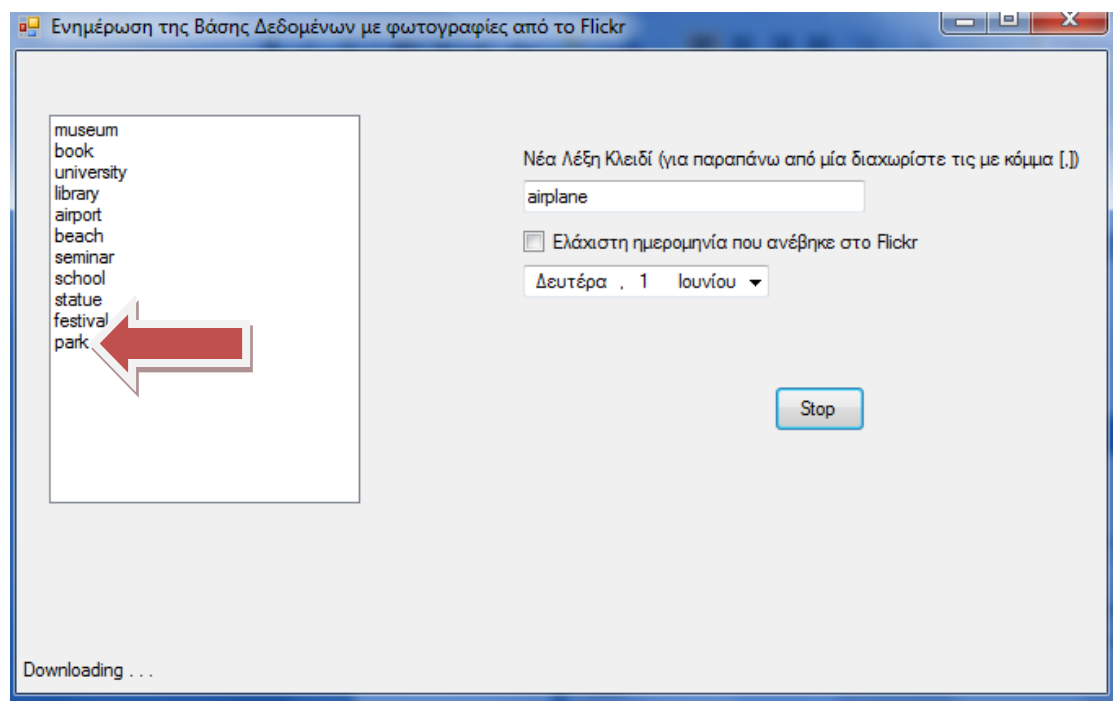 Ενημέρωση της Βάσης Δεδομένων με φωτογραφίες από το Flickr
museum
book
university
library
airport
beach
seminar
school
statue
festival
park
Νέα Λέξη Κλειδί (για παραπάνω από μία διαχωρίστε τις με κόμμα [,])
airplane
Ελάχιστη ημερομηνία που ανέβηκε στο Flickr
Δευτέρα , 1 Ιουνίου
Stop
Downloading . . .